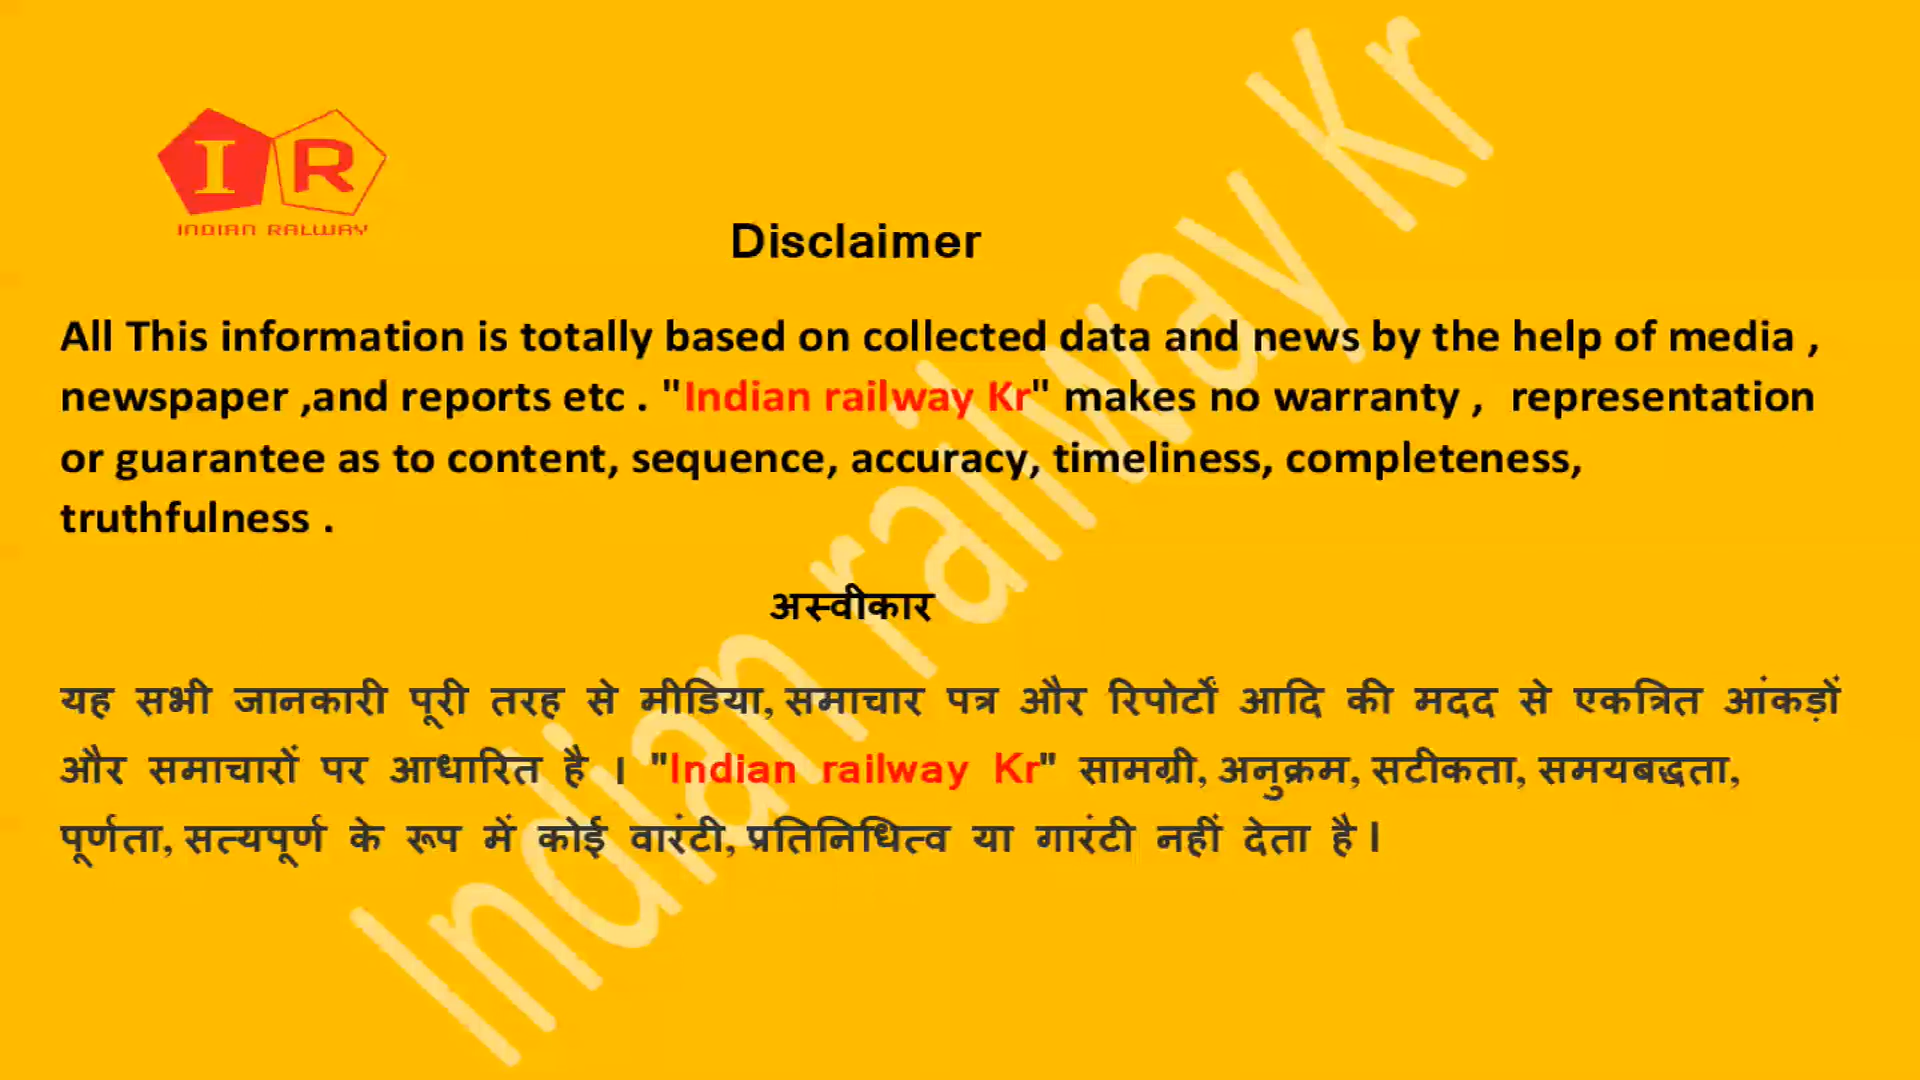 I R
INDIAN RALWAY
Disclaimer
All This information is totally based on collected data and news by the help of media ,
newspaper ,and reports etc . "Indian railway Kr" makes no warranty , representation
or guarantee as to content, sequence, accuracy, timeliness, completeness,
truthfulness .
अस्वीकार
यह सभी जानकारी पूरी तरह से मीडिया, समाचार पत्र और रिपोर्टों आदि की मदद से एकत्रित आंकड़ों
और समाचारों पर आधारित है । "Indian railway Kr" सामग्री, अनुक्रम, सटीकता, समयबद्धता,
पूर्णता, सत्यपूर्ण के रूप में कोई वारंटी, प्रतिनिधित्व या गारंटी नहीं देता है।
Indian railway Kr